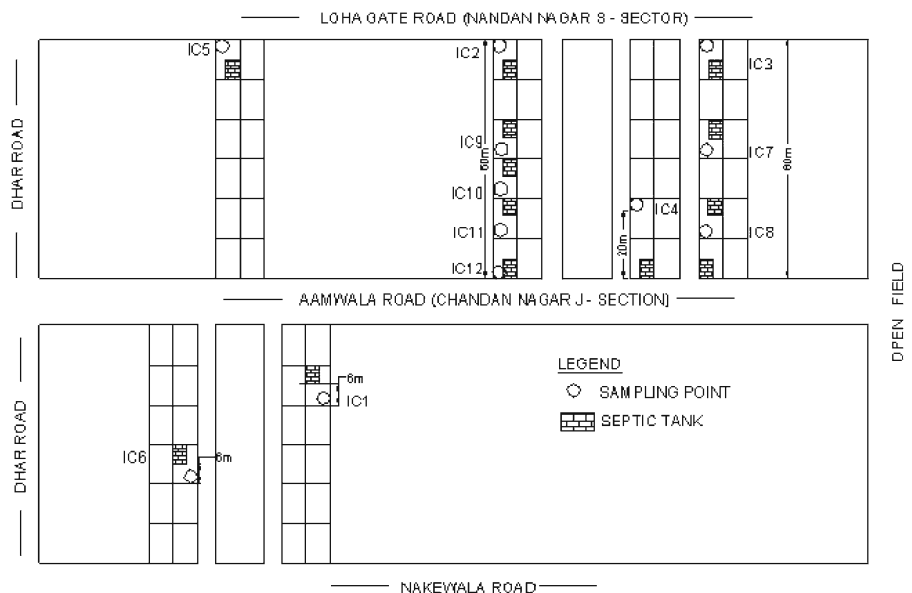 LOHA GATE ROAD (NANDAN NAGAR S - SECTOR)
IC5
IC2
IC3
DHAR ROAD
IC9
60m
IC7
60m
IC10
IC4
IC11
20m
IC8
IC12
AAMWALA ROAD (CHANDAN NAGAR J- SECTION)
OPEN FIELD
DHAR ROAD
LEGEND
6m
SAMPLING POINT
IC1
SEPTIC TANK
IC6
6m
NAKEWALA ROAD